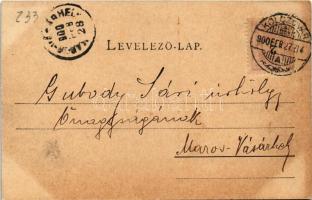 233
LEVELEZŐ-LAP.
Gubody Sári úrhölgy
Őnagyságának
Maros-Vásárhely